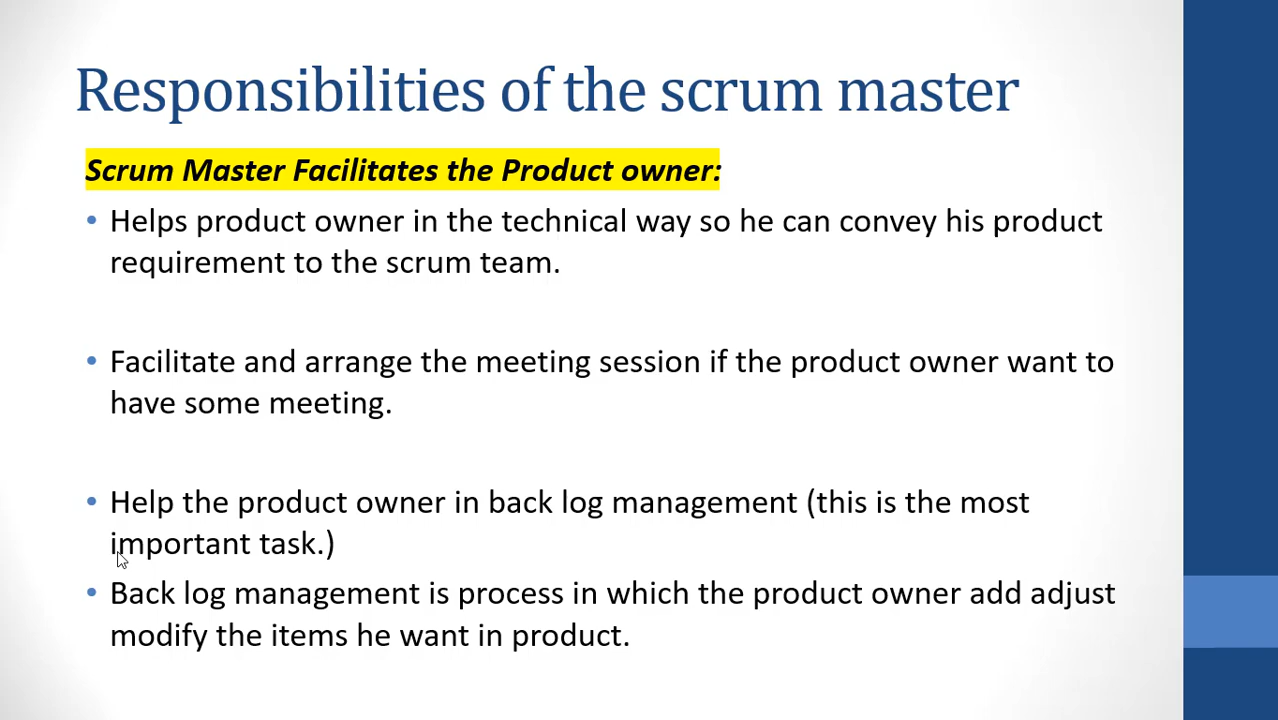 Responsibilities of the scrum master
Scrum Master Facilitates the Product owner:
• Helps product owner in the technical way so he can convey his product
requirement to the scrum team.
• Facilitate and arrange the meeting session if the product owner want to
have some meeting.
• Help the product owner in back log management (this is the most
important task.)
• Back log management is process in which the product owner add adjust
modify the items he want in product.